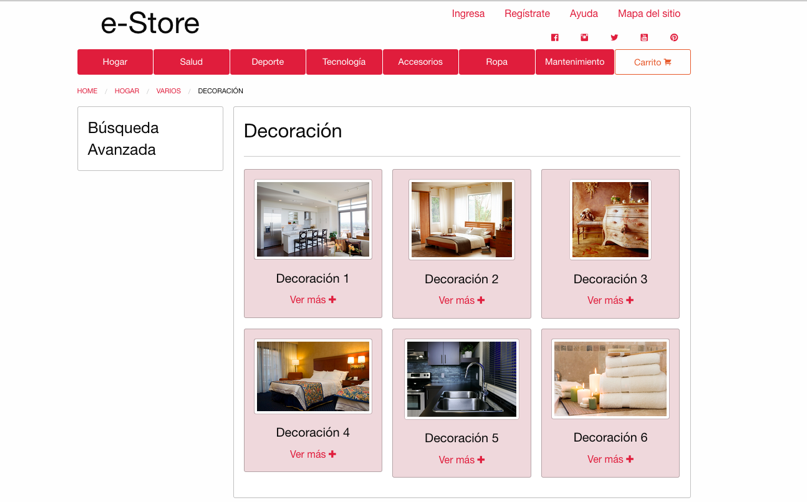 e-Store
Ingresa Regístrate Ayuda Mapa del sitio
Hogar Salud Deporte Tecnología Accesorios Ropa Mantenimiento Carrito
HOME / HOGAR / VARIOS / DECORACIÓN
Búsqueda
Avanzada
Decoración
Decoración 1 Decoración 2 Decoración 3
Ver más Ver más Ver más
Decoración 4 Decoración 5 Decoración 6
Ver más Ver más Ver más